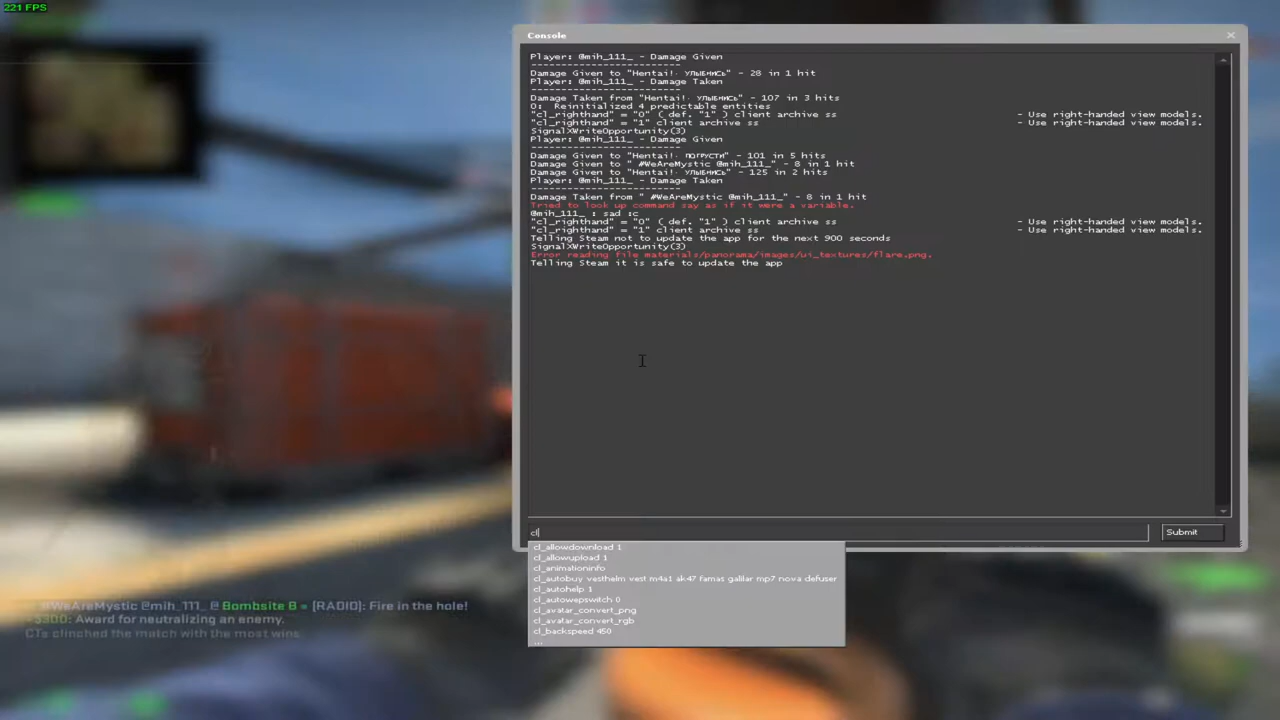 221 FPS
Console
Player: @mih_111_ - Damage Given
-------------------------
Damage Given to "Hentai!· УЛЫБНИСЬ" - 28 in 1 hit
Player: @mih_111_ - Damage Taken
-------------------------
Damage Taken from "Hentai!· УЛЫБНИСЬ" - 107 in 3 hits
0:  Reinitialized 4 predictable entities
"cl_righthand" = "0" ( def. "1" ) client archive ss - Use right-handed view models.
"cl_righthand" = "1" client archive ss - Use right-handed view models.
SignalXWriteOpportunity(3)
Player: @mih_111_ - Damage Given
-------------------------
Damage Given to "Hentai!· ПОГРУСТИ" - 101 in 5 hits
Damage Given to " #WeAreMystic @mih_111_" - 8 in 1 hit
Damage Given to "Hentai!· УЛЫБНИСЬ" - 125 in 2 hits
Player: @mih_111_ - Damage Taken
-------------------------
Damage Taken from " #WeAreMystic @mih_111_" - 8 in 1 hit
Tried to look up command say as if it were a variable.
@mih_111_ : sad :c
"cl_righthand" = "0" ( def. "1" ) client archive ss - Use right-handed view models.
"cl_righthand" = "1" client archive ss - Use right-handed view models.
Telling Steam not to update the app for the next 900 seconds
SignalXWriteOpportunity(3)
Error reading file materials/panorama/images/ui_textures/flare.png.
Telling Steam it is safe to update the app
cl
Submit
cl_allowdownload 1
cl_allowupload 1
cl_animationinfo
cl_autobuy vesthelm vest m4a1 ak47 famas galilar mp7 nova defuser
cl_autohelp 1
cl_autowepswitch 0
cl_avatar_convert_png
cl_avatar_convert_rgb
cl_backspeed 450
...
#WeAreMystic @mih_111_ @ Bombsite B • [RADIO]: Fire in the hole!
+$300: Award for neutralizing an enemy.
CTs clinched the match with the most wins